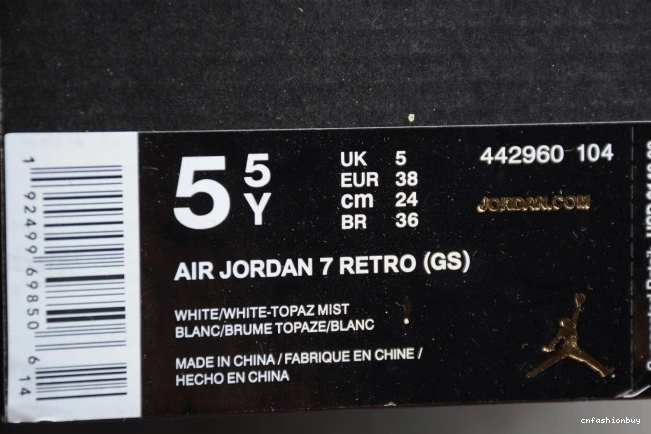 5 5 Y
UK 5
EUR 38
cm 24
BR 36
442960 104
JORDAN.COM
AIR JORDAN 7 RETRO (GS)
WHITE/WHITE-TOPAZ MIST
BLANC/BRUME TOPAZE/BLANC
MADE IN CHINA / FABRIQUE EN CHINE /
HECHO EN CHINA
1 92499 69850 6 14
cnfashionbuy